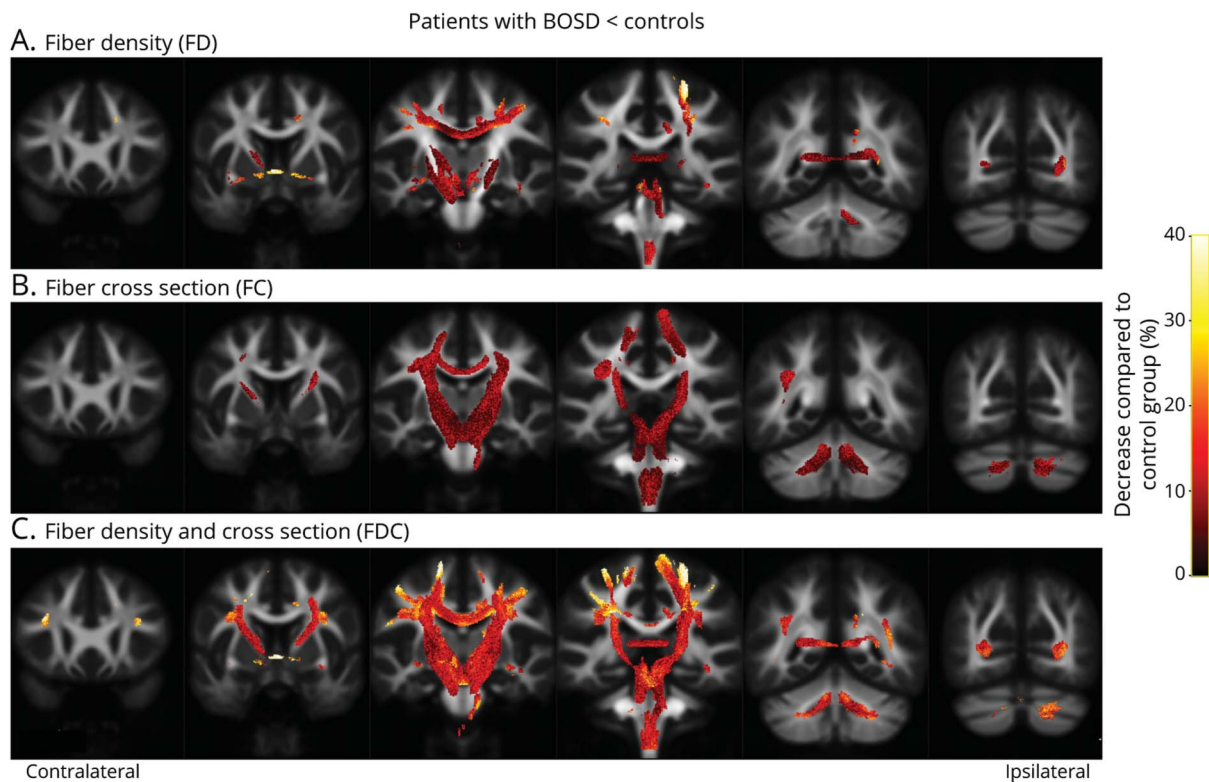 Patients with BOSD < controls
A. Fiber density (FD)
B. Fiber cross section (FC)
C. Fiber density and cross section (FDC)
40
30
20
10
0
Decrease compared to
control group (%)
Contralateral
Ipsilateral